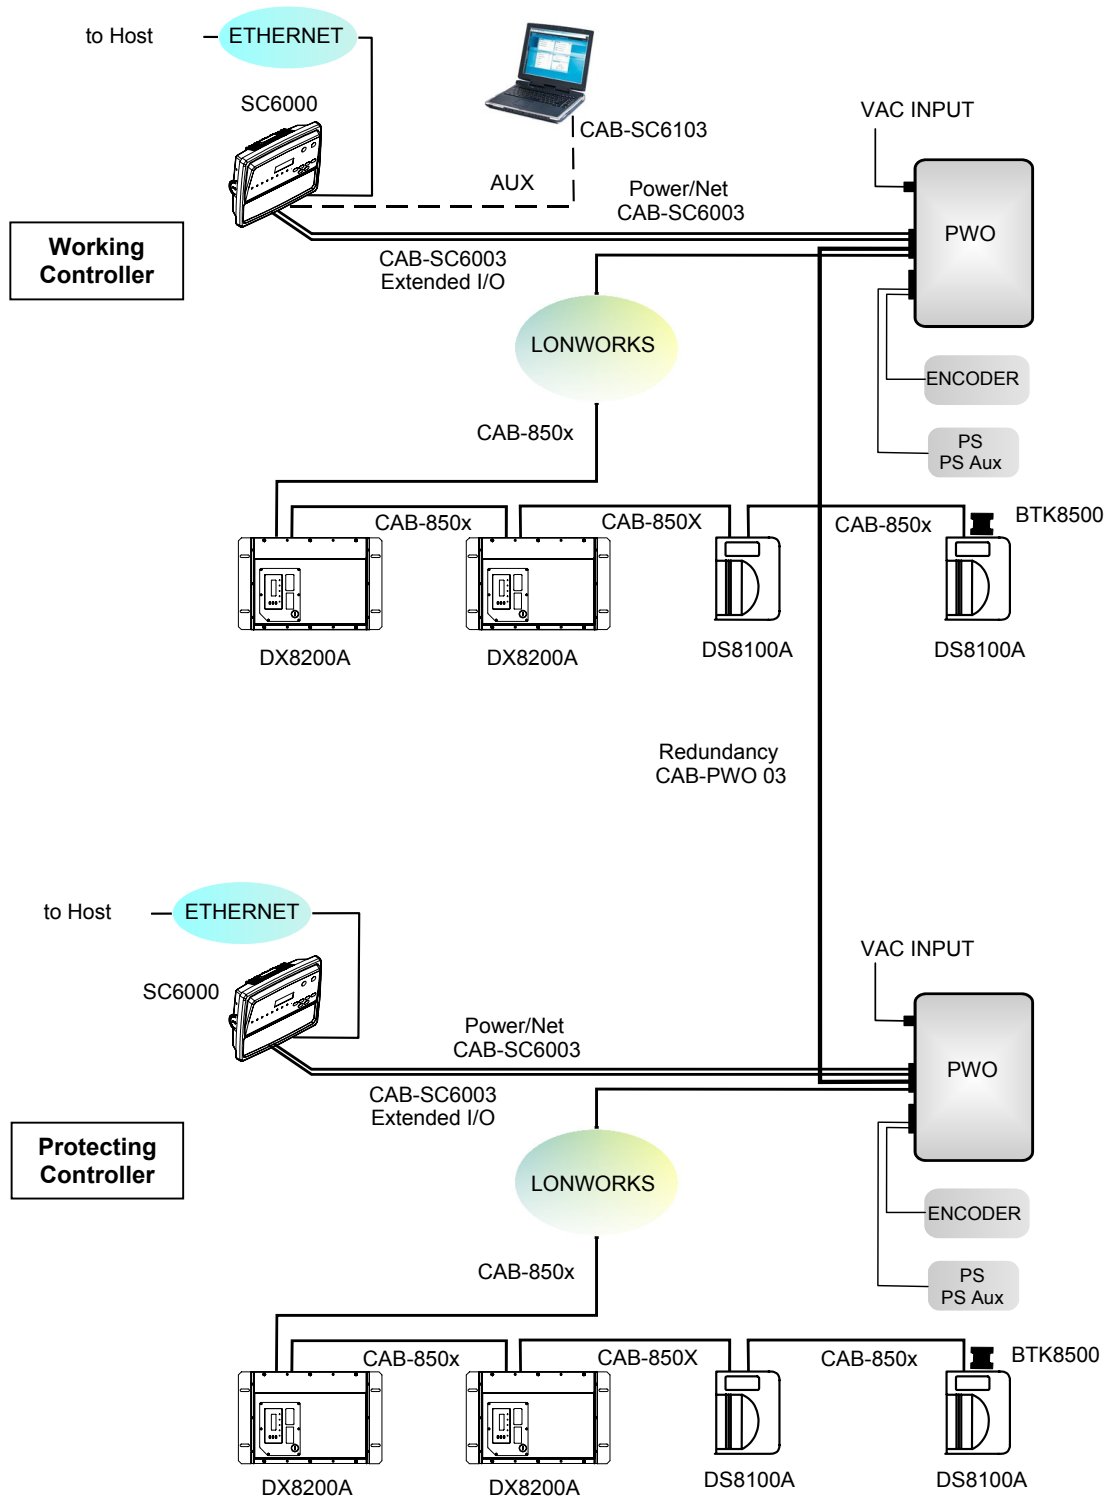 to Host
ETHERNET
SC6000
CAB-SC6103
VAC INPUT
AUX
Power/Net
CAB-SC6003
Working
Controller
PWO
CAB-SC6003
Extended I/O
LONWORKS
ENCODER
CAB-850x
PS
PS Aux
CAB-850x
CAB-850X
CAB-850x
BTK8500
DX8200A
DX8200A
DS8100A
DS8100A
Redundancy
CAB-PWO 03
to Host
ETHERNET
VAC INPUT
SC6000
Power/Net
CAB-SC6003
PWO
CAB-SC6003
Extended I/O
Protecting
Controller
LONWORKS
ENCODER
CAB-850x
PS
PS Aux
CAB-850x
CAB-850X
CAB-850x
BTK8500
DX8200A
DX8200A
DS8100A
DS8100A